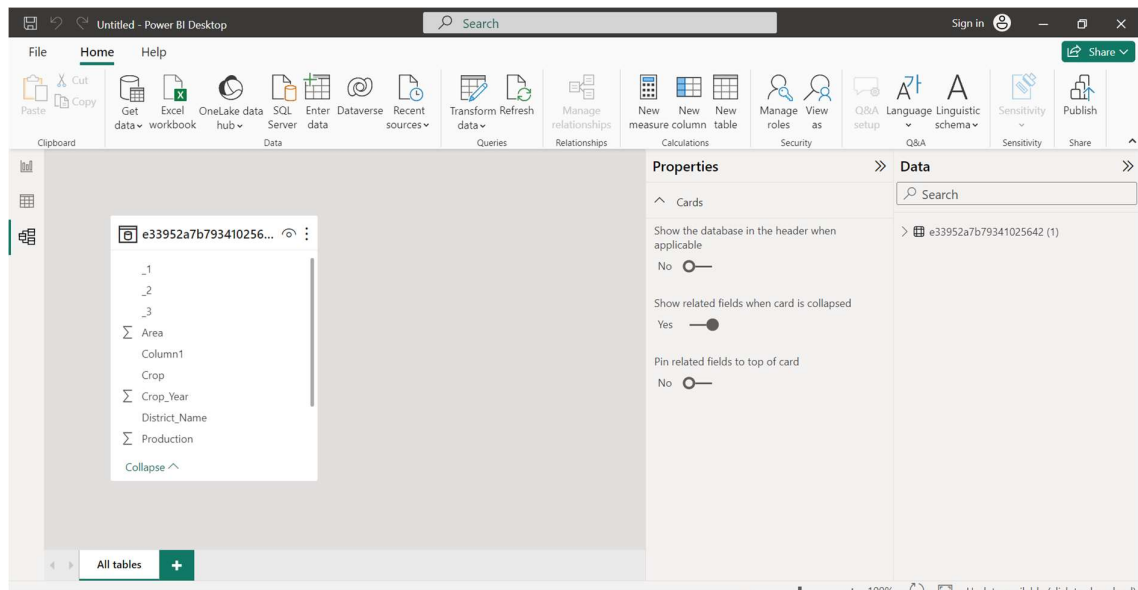 Untitled - Power BI Desktop
Search
Sign in
File Home Help
Share
Paste
Cut
Copy
Clipboard
Get data
Excel workbook
OneLake data hub
SQL Server
Enter data
Dataverse
Recent sources
Data
Transform data
Refresh
Queries
Manage relationships
Relationships
New measure
New column
New table
Calculations
Manage roles
View as
Security
Q&A setup
Language
Linguistic schema
Q&A
Sensitivity
Sensitivity
Publish
Share
e33952a7b793410256...
_1
_2
_3
Area
Column1
Crop
Crop_Year
District_Name
Production
Collapse
All tables
Properties
Cards
Show the database in the header when
applicable
No
Show related fields when card is collapsed
Yes
Pin related fields to top of card
No
Data
Search
e33952a7b79341025642 (1)
100%